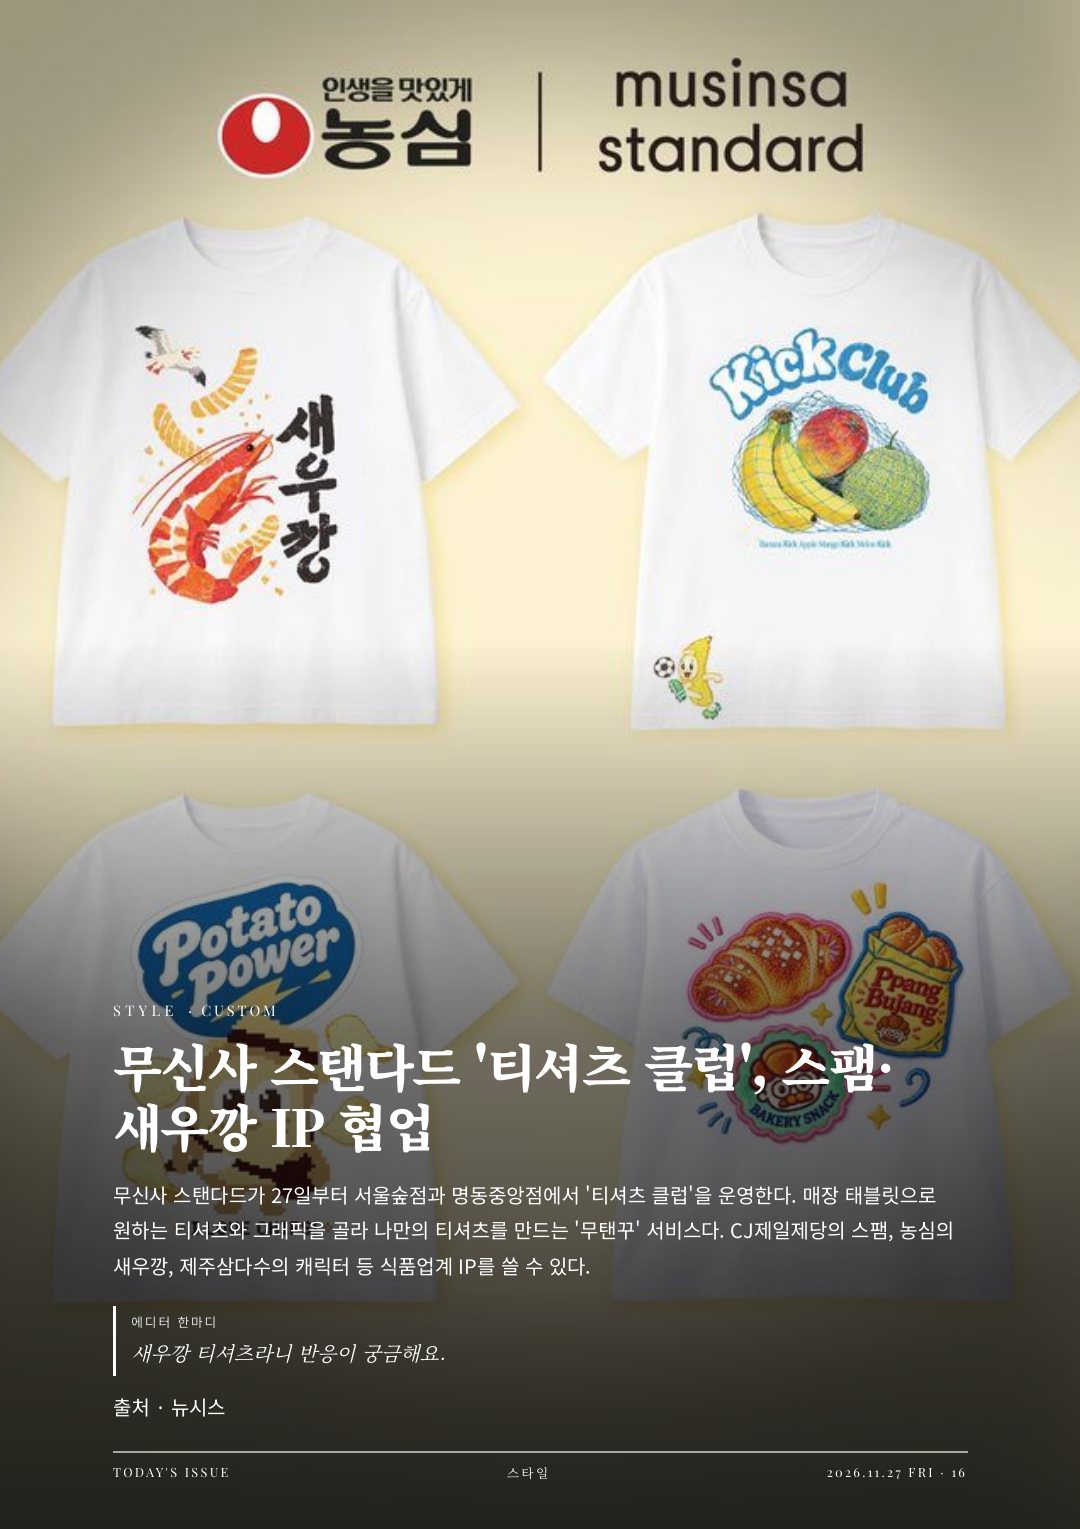 인생을 맛있게
농심
musinsa
standard
새우깡
Kick Club
Banana Kick Apple Mango Kick Melon Kick
Potato
Power
Ppang
Bujang
BAKERY SNACK
STYLE · CUSTOM
무신사 스탠다드 '티셔츠 클럽', 스팸·
새우깡 IP 협업
무신사 스탠다드가 27일부터 서울숲점과 명동중앙점에서 '티셔츠 클럽'을 운영한다. 매장 태블릿으로
원하는 티셔츠와 그래픽을 골라 나만의 티셔츠를 만드는 '무탠꾸' 서비스다. CJ제일제당의 스팸, 농심의
새우깡, 제주삼다수의 캐릭터 등 식품업계 IP를 쓸 수 있다.
에디터 한마디
새우깡 티셔츠라니 반응이 궁금해요.
출처 · 뉴시스
TODAY'S ISSUE
스타일
2026.11.27 FRI · 16